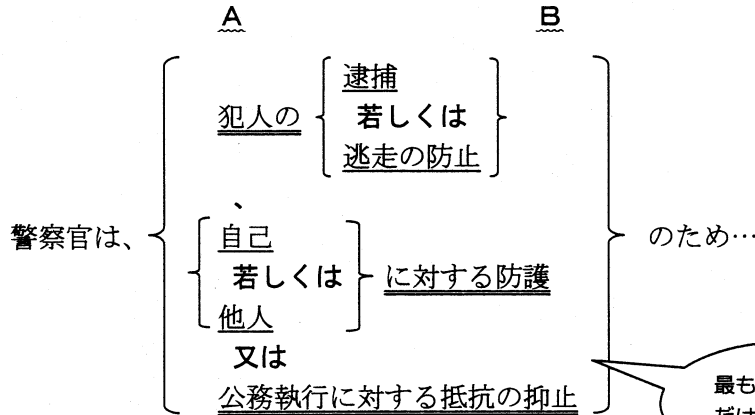 A B
逮捕
犯人の 若しくは
逃走の防止
、
警察官は、 自己 のため…
若しくは に対する防護
他人
又は
公務執行に対する抵抗の抑止
最も
だけ